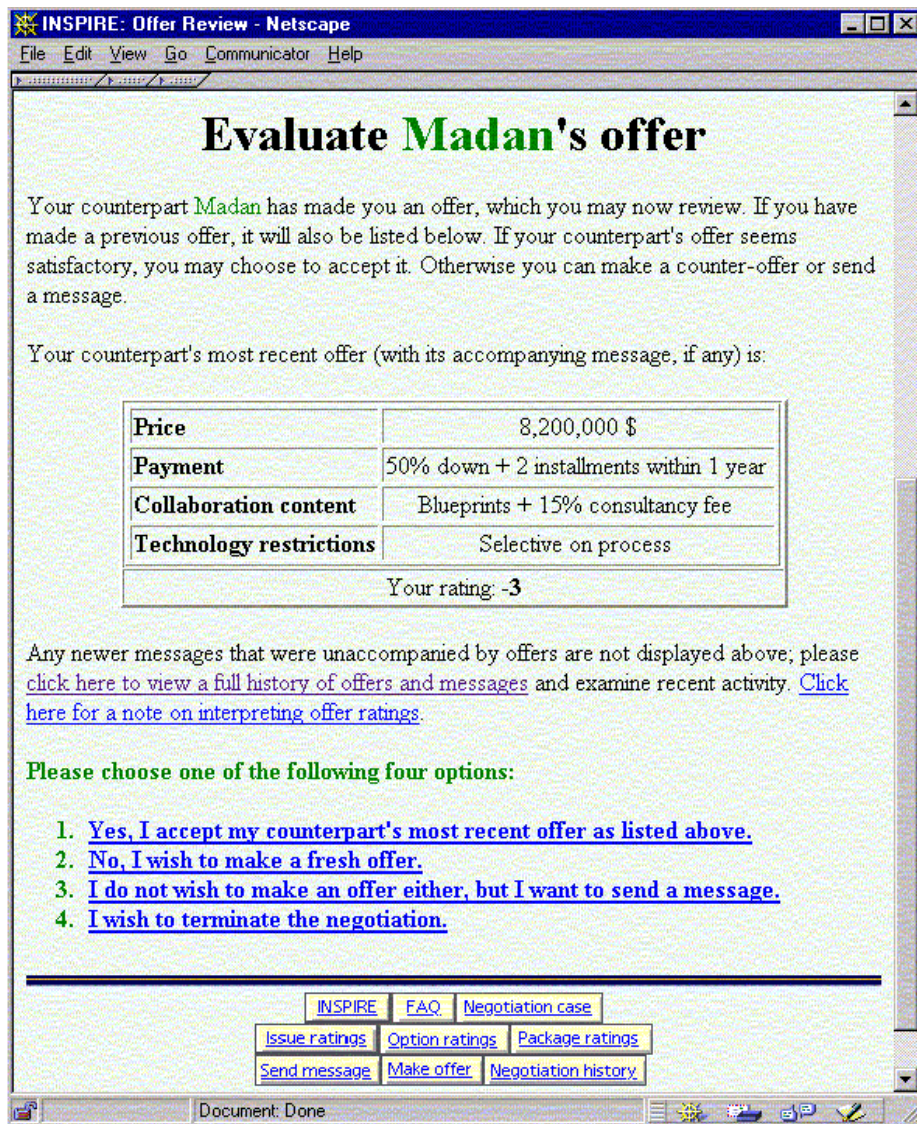 INSPIRE: Offer Review - Netscape
File Edit View Go Communicator Help
Evaluate Madan's offer
Your counterpart Madan has made you an offer, which you may now review. If you have
made a previous offer, it will also be listed below. If your counterpart's offer seems
satisfactory, you may choose to accept it. Otherwise you can make a counter-offer or send
a message.
Your counterpart's most recent offer (with its accompanying message, if any) is:
Price 8,200,000 $
Payment 50% down + 2 installments within 1 year
Collaboration content Blueprints + 15% consultancy fee
Technology restrictions Selective on process
Your rating: -3
Any newer messages that were unaccompanied by offers are not displayed above; please
click here to view a full history of offers and messages and examine recent activity. Click
here for a note on interpreting offer ratings.
Please choose one of the following four options:
1. Yes, I accept my counterpart's most recent offer as listed above.
2. No, I wish to make a fresh offer.
3. I do not wish to make an offer either, but I want to send a message.
4. I wish to terminate the negotiation.
INSPIRE FAQ Negotiation case
Issue ratings Option ratings Package ratings
Send message Make offer Negotiation history
Document: Done